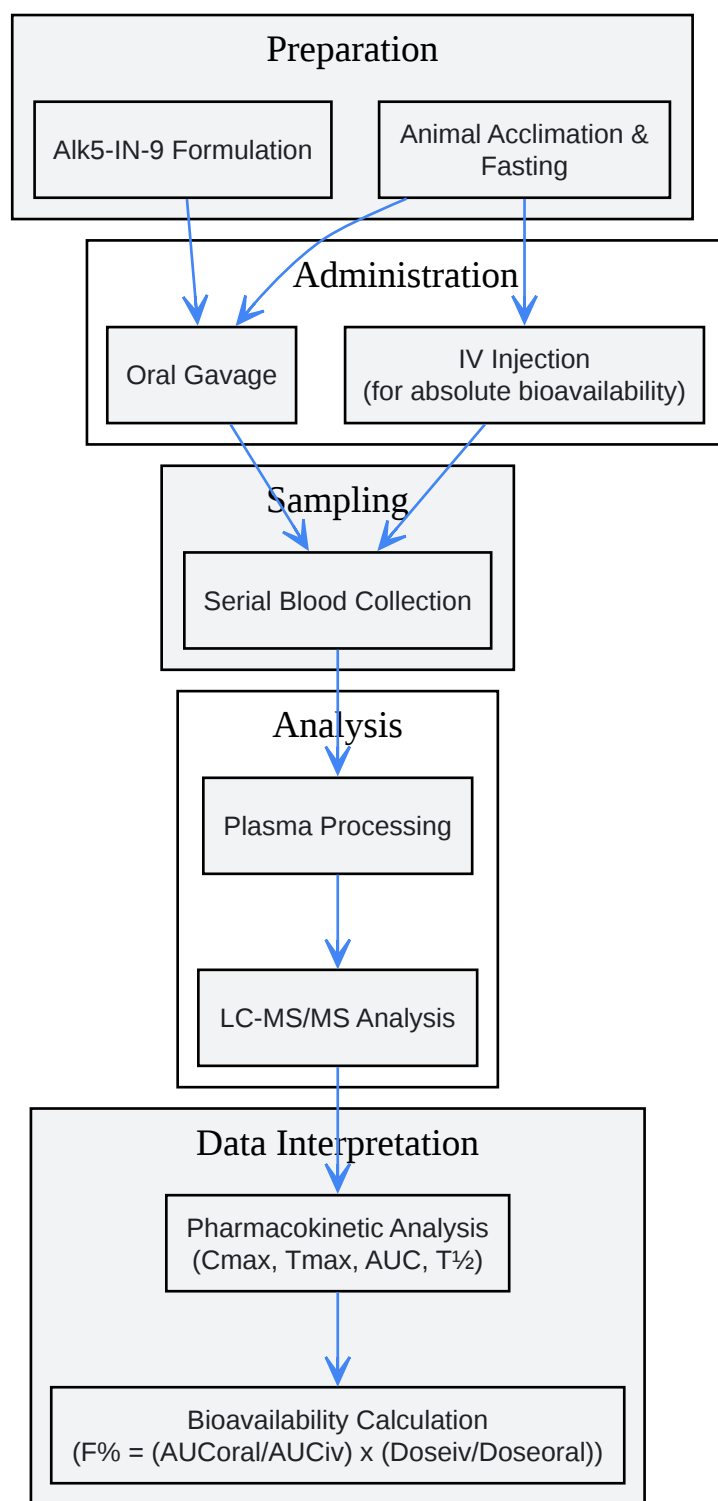 Preparation
Alk5-IN-9 Formulation
Animal Acclimation &
Fasting
Administration
Oral Gavage
IV Injection
(for absolute bioavailability)
Sampling
Serial Blood Collection
Analysis
Plasma Processing
LC-MS/MS Analysis
Data Interpretation
Pharmacokinetic Analysis
(Cmax, Tmax, AUC, T½)
Bioavailability Calculation
(F% = (AUCoral/AUCiv) x (Doseiv/Doseoral))